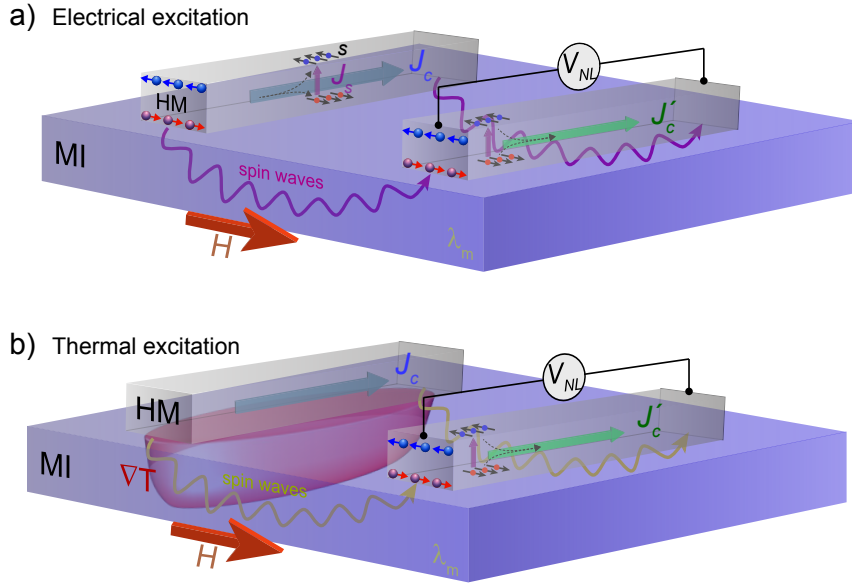 a) Electrical excitation
S
J_s
J_c
V_NL
HM
J'_c
MI
spin waves
H
λ_m
b) Thermal excitation
J_c
V_NL
HM
J'_c
MI
∇T
spin waves
H
λ_m